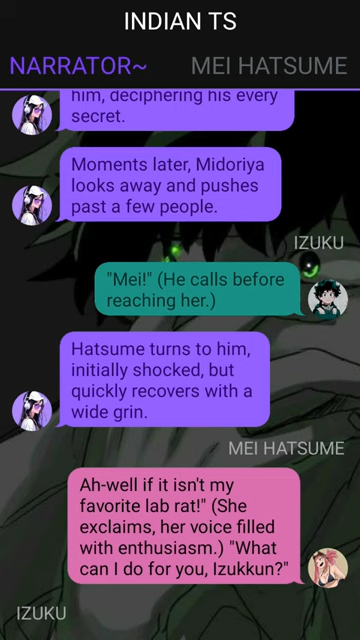 INDIAN TS
NARRATOR~ MEI HATSUME
him, deciphering his every
secret.
Moments later, Midoriya
looks away and pushes
past a few people.
IZUKU
"Mei!" (He calls before
reaching her.)
Hatsume turns to him,
initially shocked, but
quickly recovers with a
wide grin.
MEI HATSUME
Ah-well if it isn't my
favorite lab rat!" (She
exclaims, her voice filled
with enthusiasm.) "What
can I do for you, Izukkun?"
IZUKU